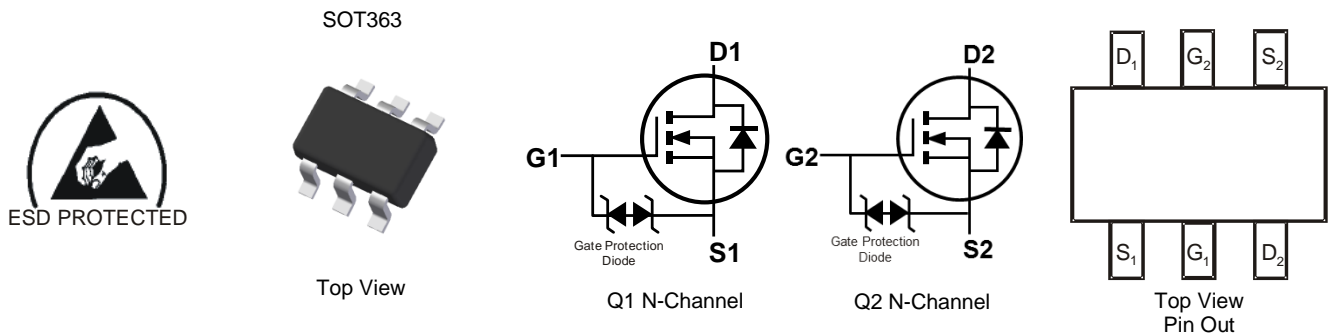 SOT363
ESD PROTECTED
Top View
D1
G1
Gate Protection
Diode
S1
Q1 N-Channel
D2
G2
Gate Protection
Diode
S2
Q2 N-Channel
D₁ G₂ S₂
S₁ G₁ D₂
Top View
Pin Out